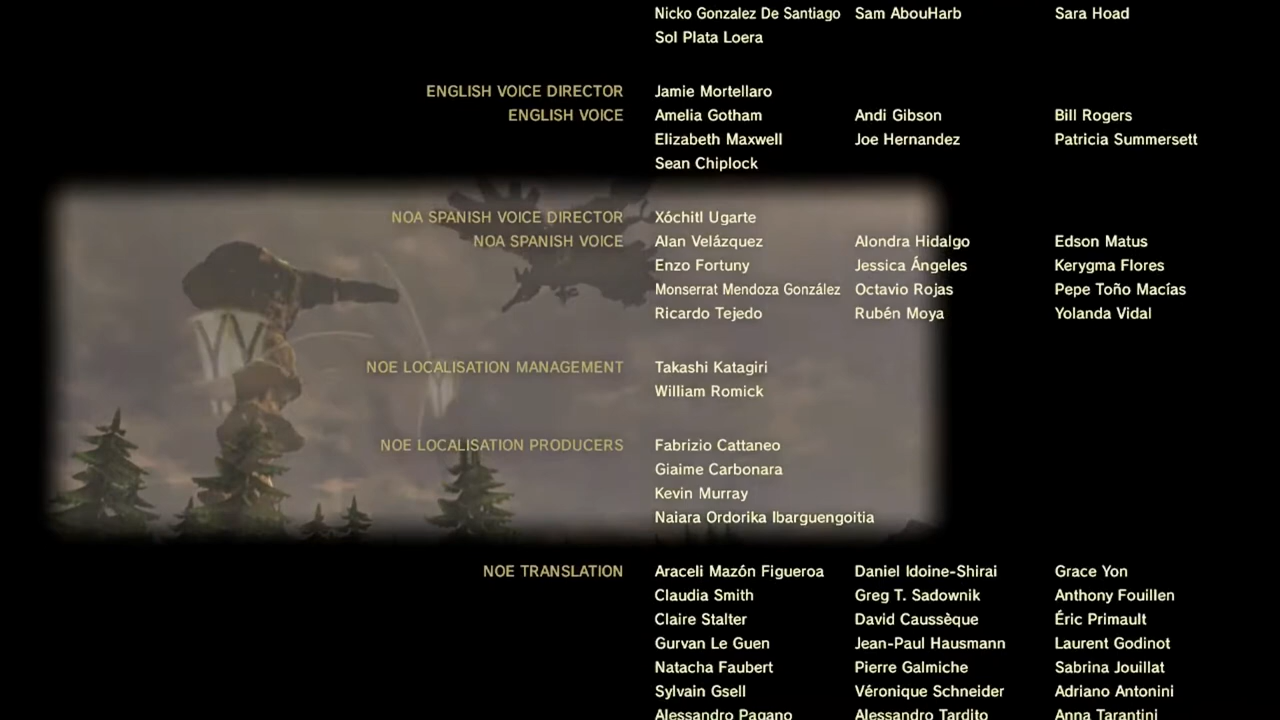 Nicko Gonzalez De Santiago Sam AbouHarb Sara Hoad
Sol Plata Loera
ENGLISH VOICE DIRECTOR Jamie Mortellaro
ENGLISH VOICE Amelia Gotham Andi Gibson Bill Rogers
Elizabeth Maxwell Joe Hernandez Patricia Summersett
Sean Chiplock
NOA SPANISH VOICE DIRECTOR Xóchitl Ugarte
NOA SPANISH VOICE Alan Velázquez Alondra Hidalgo Edson Matus
Enzo Fortuny Jessica Ángeles Kerygma Flores
Monserrat Mendoza González Octavio Rojas Pepe Toño Macías
Ricardo Tejedo Rubén Moya Yolanda Vidal
NOE LOCALISATION MANAGEMENT Takashi Katagiri
William Romick
NOE LOCALISATION PRODUCERS Fabrizio Cattaneo
Giaime Carbonara
Kevin Murray
Naiara Ordorika Ibarguengoitia
NOE TRANSLATION Araceli Mazón Figueroa Daniel Idoine-Shirai Grace Yon
Claudia Smith Greg T. Sadownik Anthony Fouillen
Claire Stalter David Caussèque Éric Primault
Gurvan Le Guen Jean-Paul Hausmann Laurent Godinot
Natacha Faubert Pierre Galmiche Sabrina Jouillat
Sylvain Gsell Véronique Schneider Adriano Antonini
Alessandro Pagano Alessandro Tardito Anna Tarantini